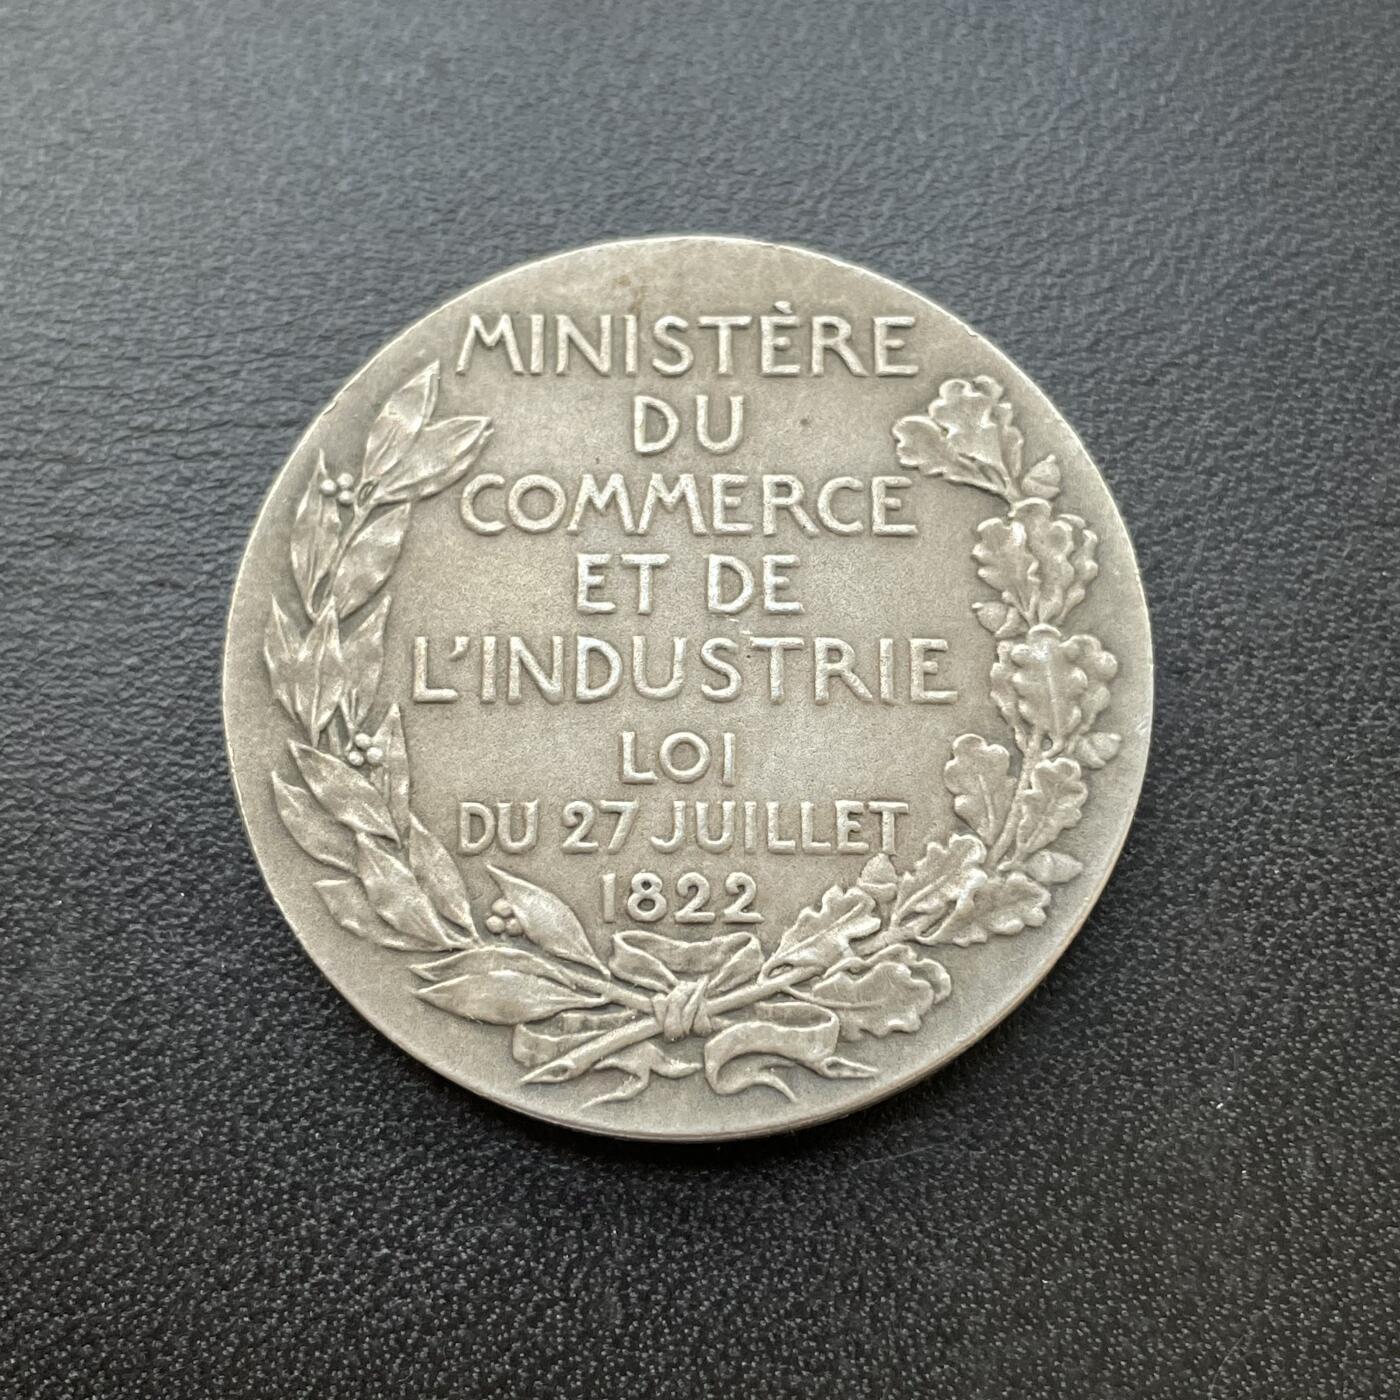 MINISTÈRE
DU
COMMERCE
ET DE
L'INDUSTRIE
LOI
DU 27 JUILLET
1822